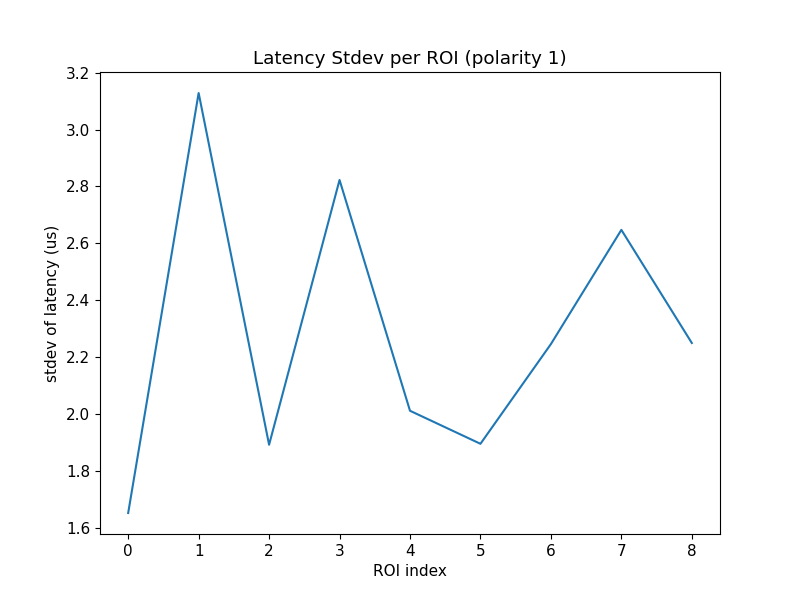 Latency Stdev per ROI (polarity 1)
3.2
3.0
2.8
2.6
2.4
2.2
2.0
1.8
1.6
stdev of latency (us)
0 1 2 3 4 5 6 7 8
ROI index